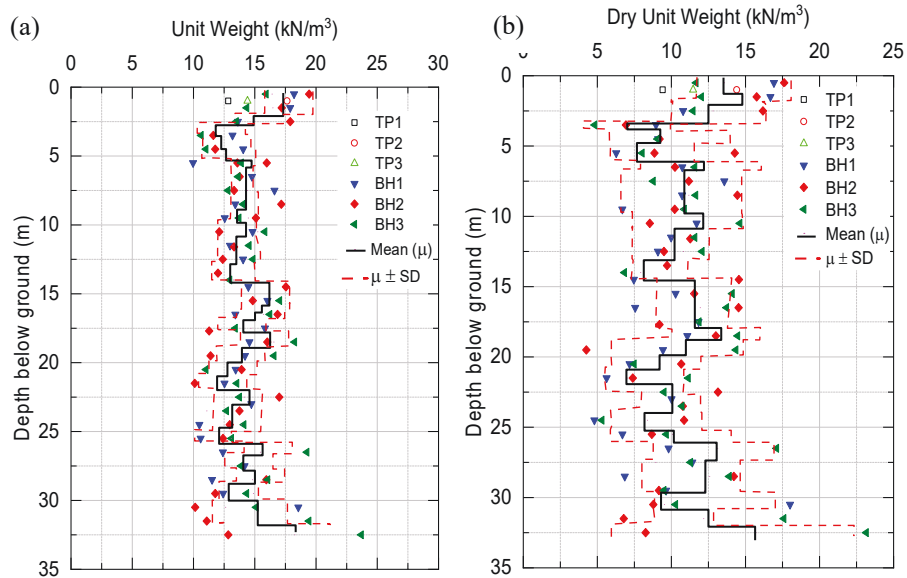 (a)
Unit Weight (kN/m³)
0 5 10 15 20 25 30
0
5
10
15
20
25
30
35
Depth below ground (m)
TP1
TP2
TP3
BH1
BH2
BH3
Mean (μ)
μ ± SD
(b)
Dry Unit Weight (kN/m³)
5 10 15 20 25
0
5
10
15
20
25
30
35
Depth below ground (m)
TP1
TP2
TP3
BH1
BH2
BH3
Mean (μ)
μ ± SD